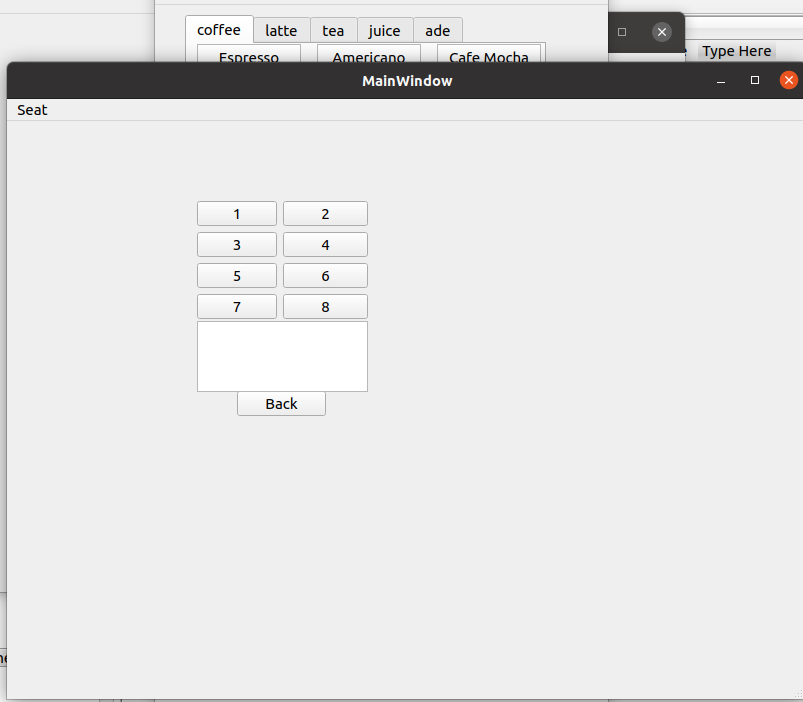 coffee latte tea juice ade
Type Here
Espresso Americano Cafe Mocha
MainWindow
Seat
1 2
3 4
5 6
7 8
Back